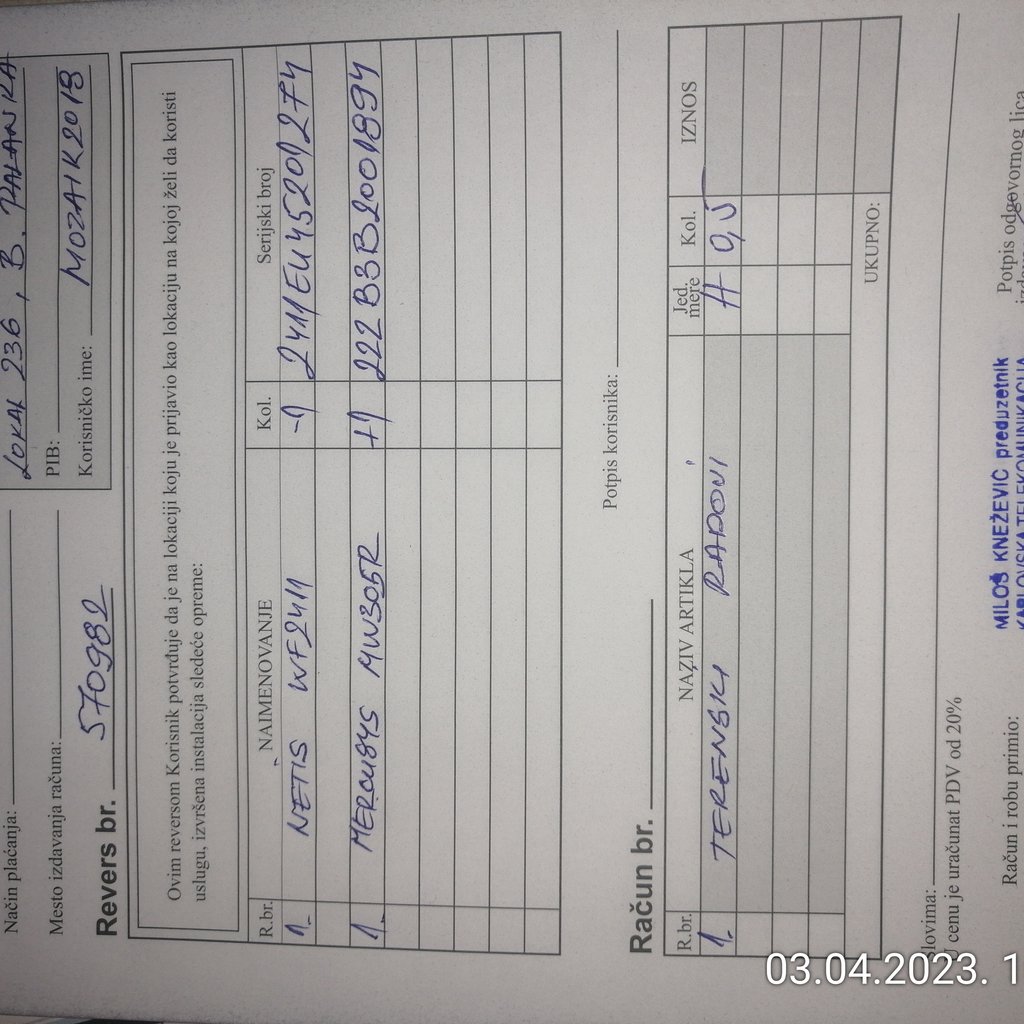 LOKAL 236, B. PALANKA
Način plaćanja:
PIB:
Mesto izdavanja računa:
Korisničko ime: MOZAIK2018
Revers br. 570982
Ovim reversom Korisnik potvrđuje da je na lokaciji koju je prijavio kao lokaciju na kojoj želi da koristi
uslugu, izvršena instalacija sledeće opreme:
R.br. NAIMENOVANJE Kol. Serijski broj
1. NETIS WF2411 -1 2411EU45201274
1. MERCUSYS MW305R +1 222B3B2001894
Potpis korisnika:
Račun br.
R.br. NAZIV ARTIKLA Jed. mere Kol. IZNOS
1. TERENSKI RADOVI H 0,5
UKUPNO:
Slovima:
U cenu je uračunat PDV od 20%
Račun i robu primio:
MILOŠ KNEŽEVIĆ preduzetnik
KARLOVSKA TELEKOMUNIKACIJA
Potpis odgovornog lica
03.04.2023. 1